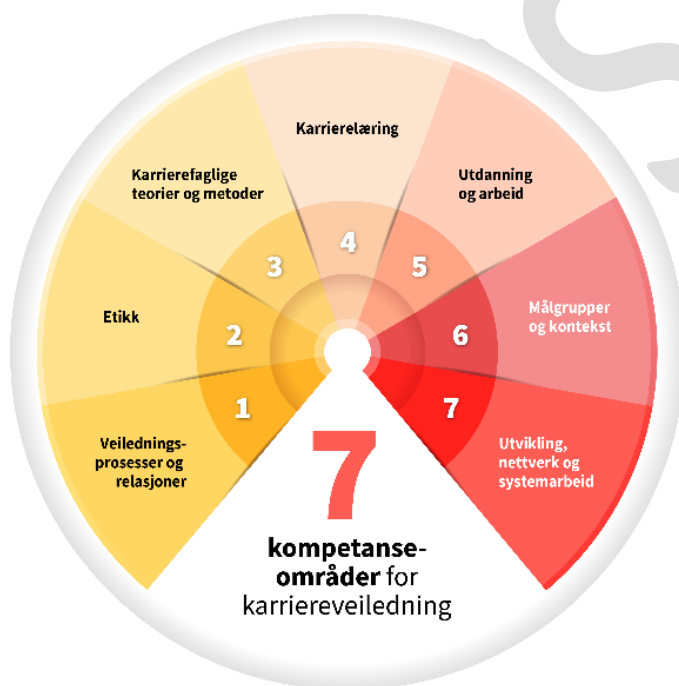 Karrierelæring
4
Karrierefaglige
teorier og metoder
3
Utdanning
og arbeid
5
Etikk
2
Målgrupper
og kontekst
6
Veilednings-
prosesser og
relasjoner
1
Utvikling,
nettverk og
systemarbeid
7
7
kompetanse-
områder for
karriereveiledning